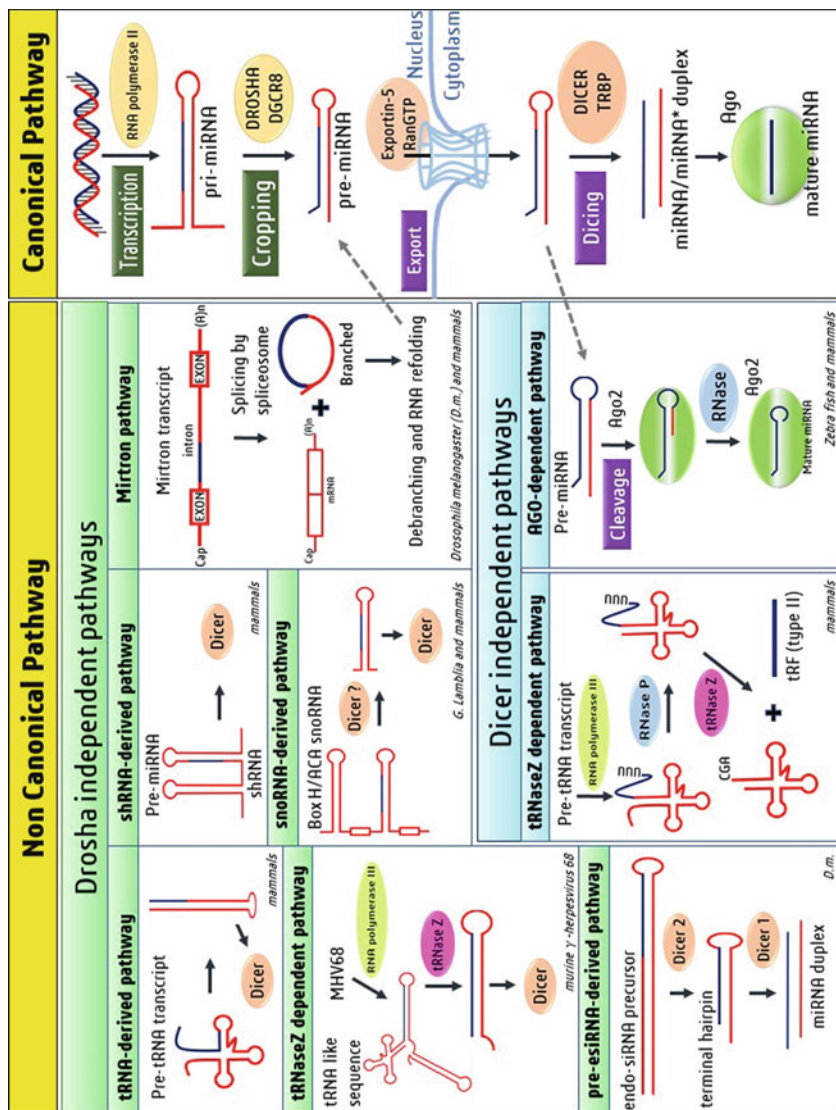 Non Canonical Pathway
Canonical Pathway
Drosha independent pathways
tRNA-derived pathway
Pre-tRNA transcript
Dicer
mammals
tRNaseZ dependent pathway
MHV68
RNA polymerase III
tRNA like
sequence
tRNase Z
Dicer
murine γ-herpesvirus 68
pre-esiRNA-derived pathway
endo-siRNA precursor
Dicer 2
terminal hairpin
Dicer 1
miRNA duplex
D.m.
shRNA-derived pathway
Pre-miRNA
shRNA
Dicer
mammals
snoRNA-derived pathway
Box H/ACA snoRNA
Dicer ?
Dicer
G. Lamblia and mammals
Mirtron pathway
Mirtron transcript
Cap
EXON
intron
EXON
(A)n
Splicing by
spliceosome
Cap
mRNA
(A)n
Branched
Debranching and RNA refolding
Drosophila melanogaster (D.m.) and mammals
Dicer independent pathways
tRNaseZ dependent pathway
Pre-tRNA transcript
RNA polymerase III
nnn
RNase P
nnn
tRNase Z
CGA
tRF (type II)
mammals
AGO-dependent pathway
Pre-miRNA
Cleavage
Ago2
RNase
Ago2
Mature miRNA
Zebra fish and mammals
Transcription
RNA polymerase II
pri-miRNA
Cropping
DROSHA
DGCR8
pre-miRNA
Exportin-5
RanGTP
Nucleus
Cytoplasm
Export
Dicing
DICER
TRBP
miRNA/miRNA* duplex
Ago
mature miRNA